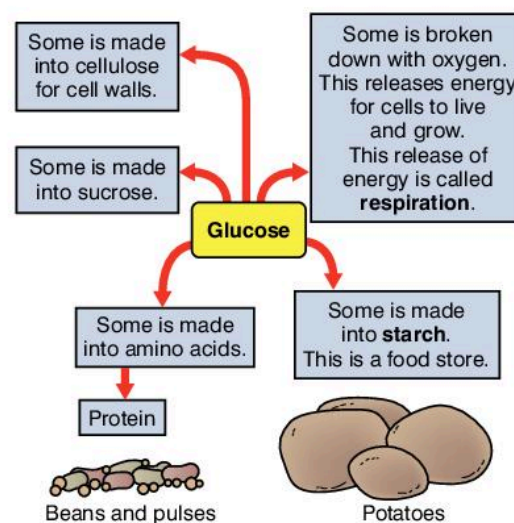 Some is made
into cellulose
for cell walls.
Some is broken
down with oxygen.
This releases energy
for cells to live
and grow.
This release of
energy is called
respiration.
Some is made
into sucrose.
Glucose
Some is made
into amino acids.
Some is made
into starch.
This is a food store.
Protein
Beans and pulses
Potatoes